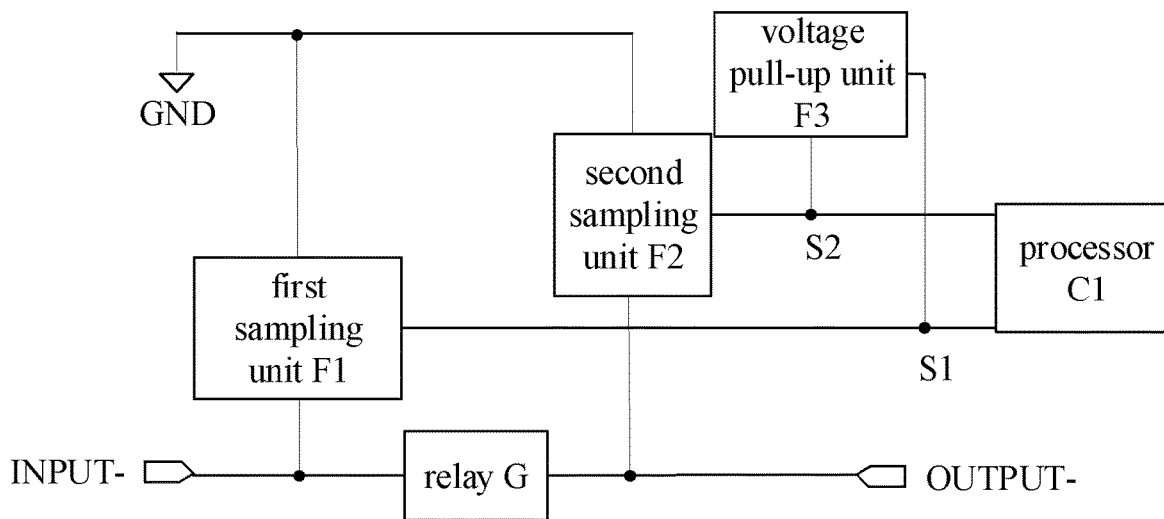 voltage
pull-up unit
F3
GND
second
sampling
unit F2
S2
processor
C1
first
sampling
unit F1
S1
INPUT-
relay G
OUTPUT-